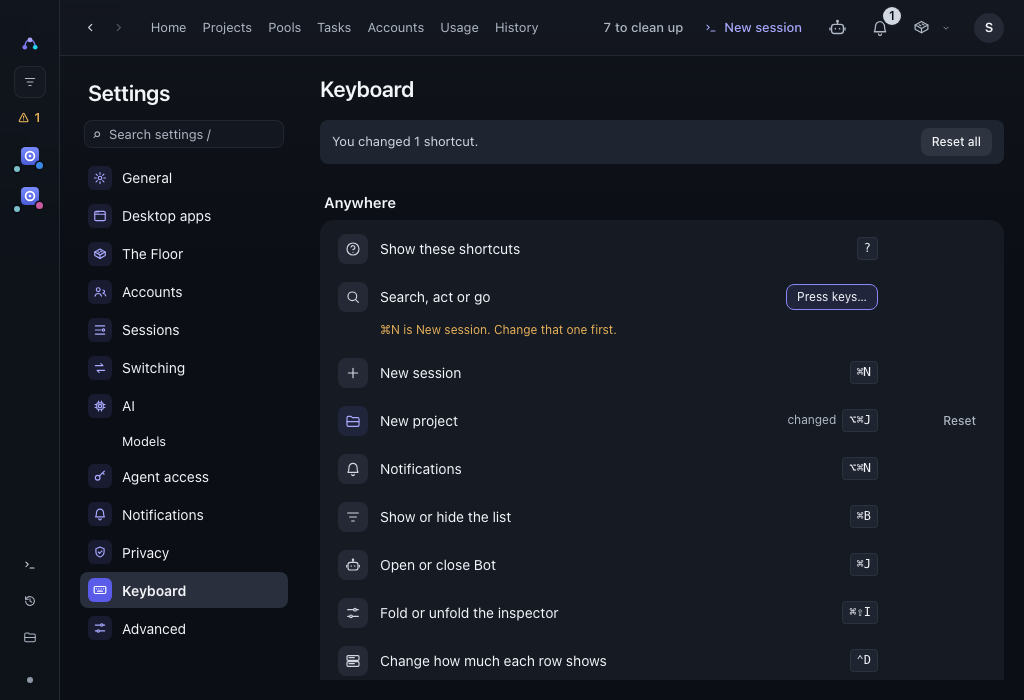 Home Projects Pools Tasks Accounts Usage History 7 to clean up New session 1 S
1
Settings
Search settings /
General
Desktop apps
The Floor
Accounts
Sessions
Switching
AI
Models
Agent access
Notifications
Privacy
Keyboard
Advanced
Keyboard
You changed 1 shortcut. Reset all
Anywhere
Show these shortcuts ?
Search, act or go Press keys…
⌘N is New session. Change that one first.
New session ⌘N
New project changed ⌥⌘J Reset
Notifications ⌥⌘N
Show or hide the list ⌘B
Open or close Bot ⌘J
Fold or unfold the inspector ⌘⇧I
Change how much each row shows ⌃D